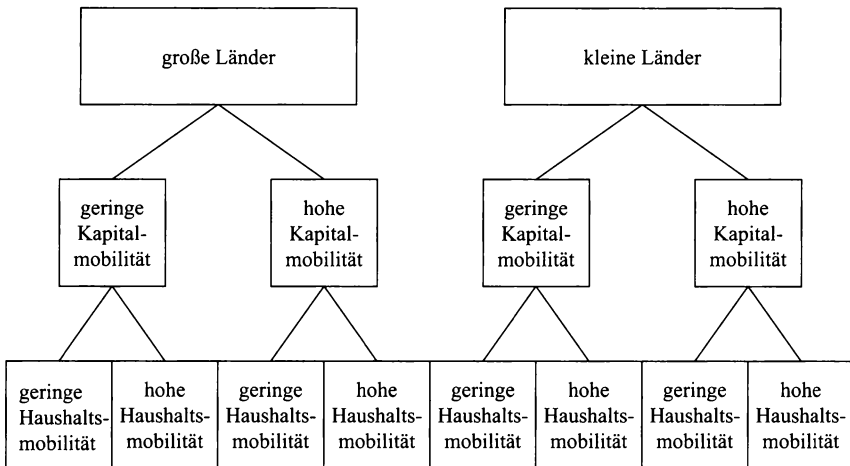 große Länder
kleine Länder
geringe
Kapital-
mobilität
hohe
Kapital-
mobilität
geringe
Kapital-
mobilität
hohe
Kapital-
mobilität
geringe
Haushalts-
mobilität
hohe
Haushalts-
mobilität
geringe
Haushalts-
mobilität
hohe
Haushalts-
mobilität
geringe
Haushalts-
mobilität
hohe
Haushalts-
mobilität
geringe
Haushalts-
mobilität
hohe
Haushalts-
mobilität